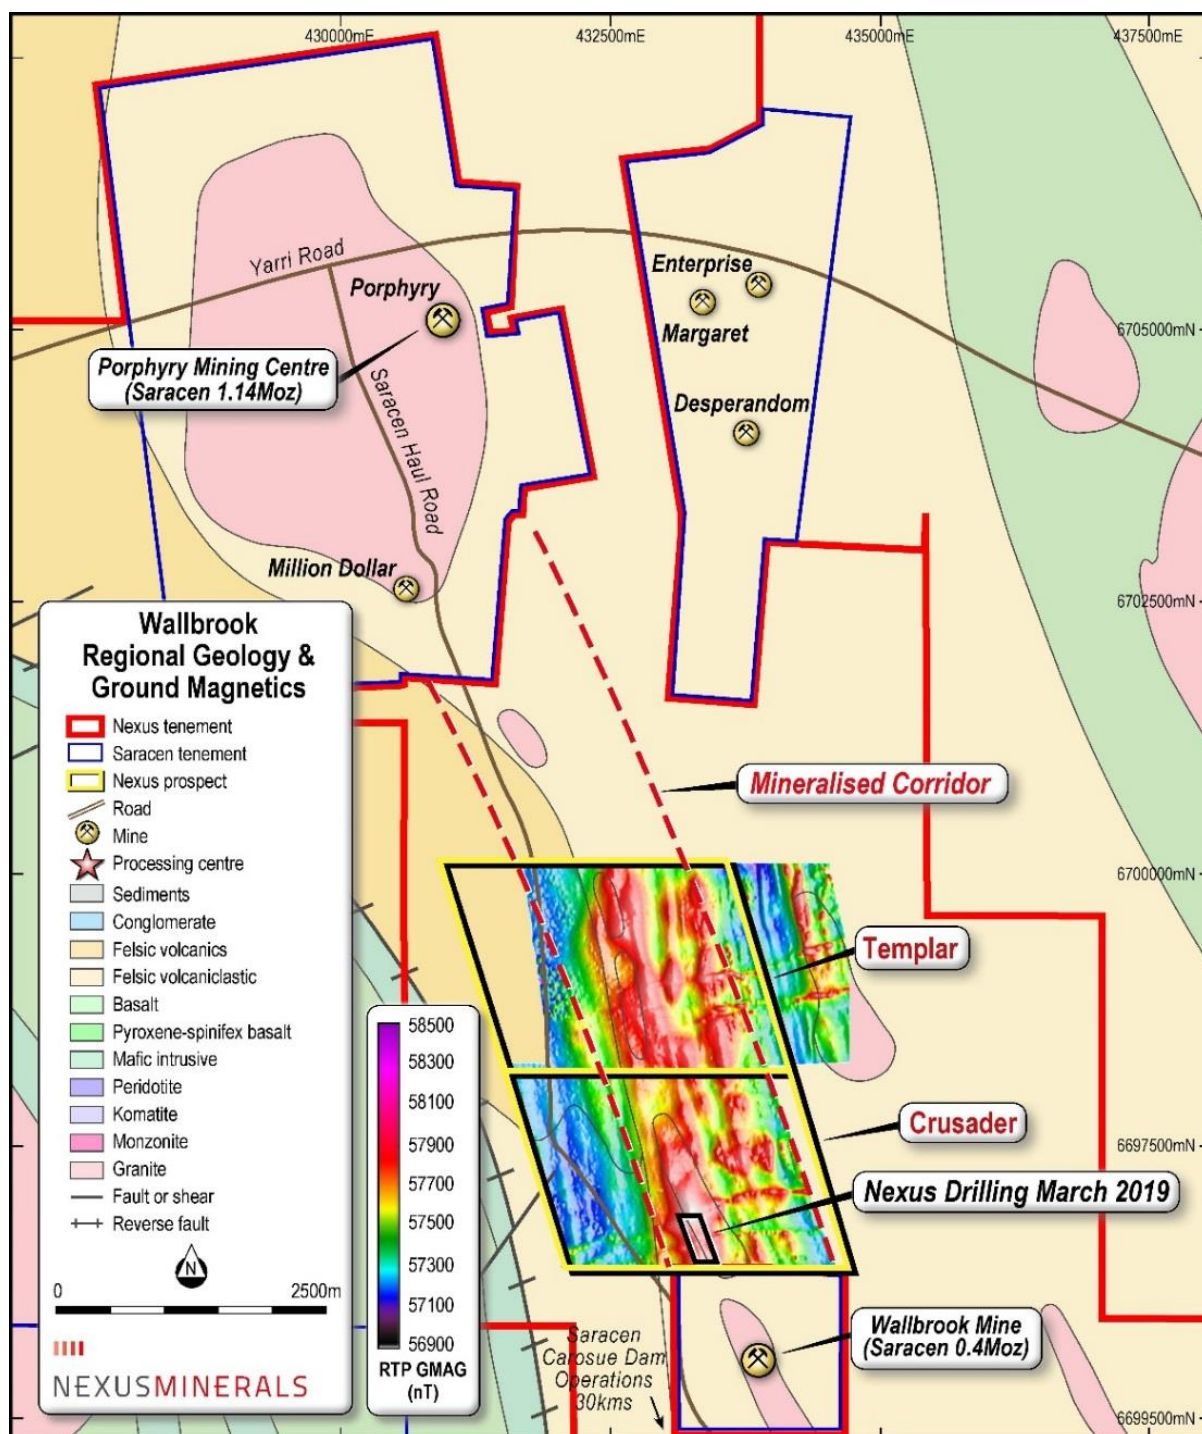 430000mE
432500mE
435000mE
437500mE
Yarri Road
Enterprise
Porphyry
Margaret
6705000mN
Porphyry Mining Centre
(Saracen 1.14Moz)
Saracen Haul Road
Desperandom
Million Dollar
6702500mN
Wallbrook
Regional Geology &
Ground Magnetics
Nexus tenement
Saracen tenement
Nexus prospect
Road
Mine
Processing centre
Sediments
Conglomerate
Felsic volcanics
Felsic volcaniclastic
Basalt
Pyroxene-spinifex basalt
Mafic intrusive
Peridotite
Komatite
Monzonite
Granite
Fault or shear
Reverse fault
N
0 2500m
NEXUSMINERALS
Mineralised Corridor
6700000mN
Templar
58500
58300
58100
57900
57700
57500
57300
57100
56900
RTP GMAG
(nT)
Crusader
6697500mN
Nexus Drilling March 2019
Wallbrook Mine
(Saracen 0.4Moz)
Saracen
Carosue Dam
Operations
30kms
6699500mN